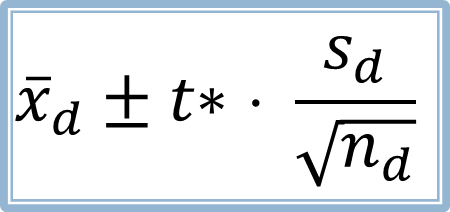 x̄_d ± t* · s_d / √n_d